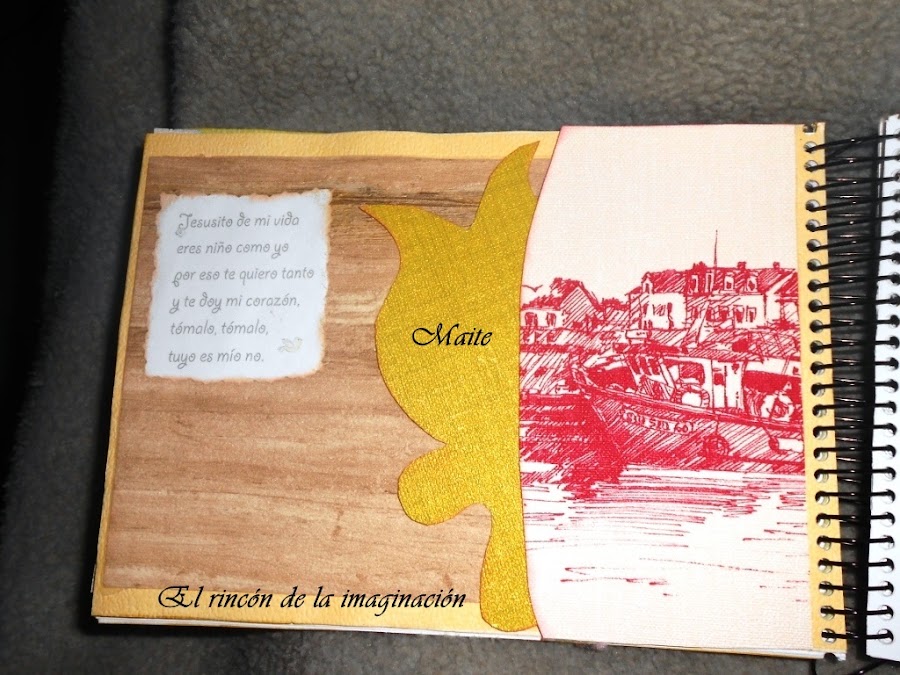 Jesusito de mi vida
eres niño como yo
por eso te quiero tanto
y te doy mi corazón,
tómalo, tómalo,
tuyo es mío no.
Maite
El rincón de la imaginación